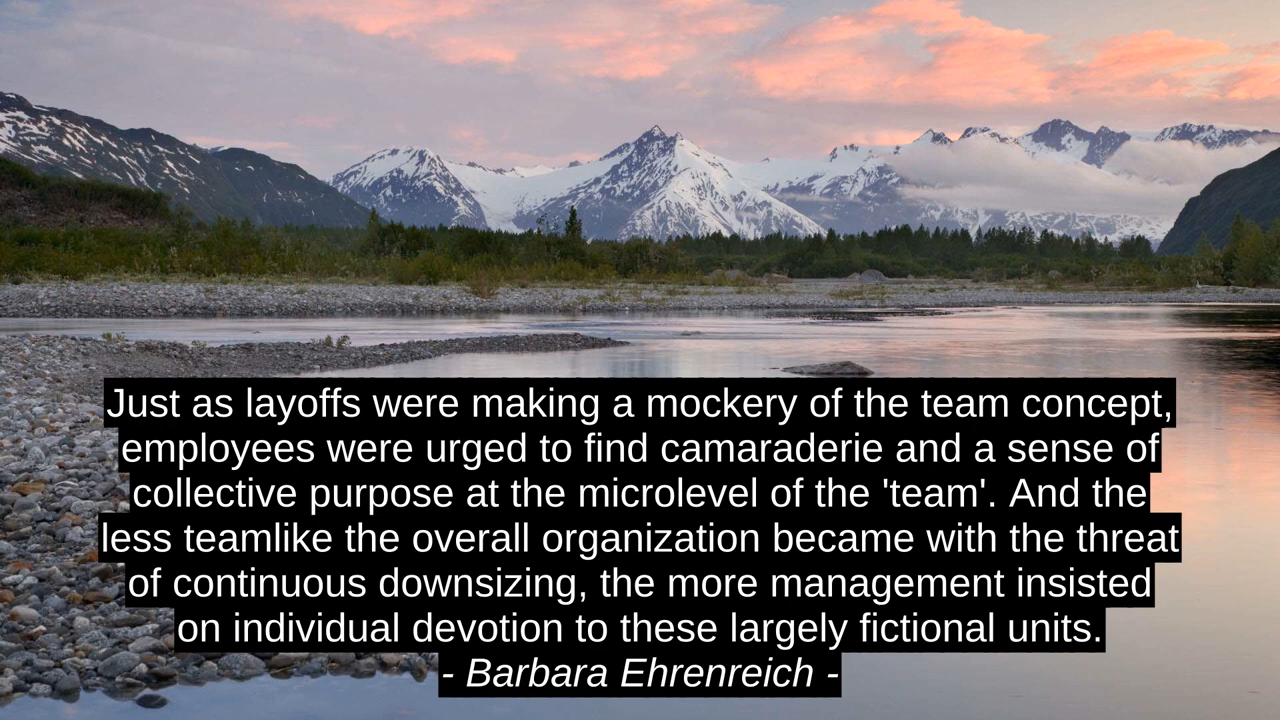 Just as layoffs were making a mockery of the team concept,
employees were urged to find camaraderie and a sense of
collective purpose at the microlevel of the 'team'. And the
less teamlike the overall organization became with the threat
of continuous downsizing, the more management insisted
on individual devotion to these largely fictional units.
- Barbara Ehrenreich -